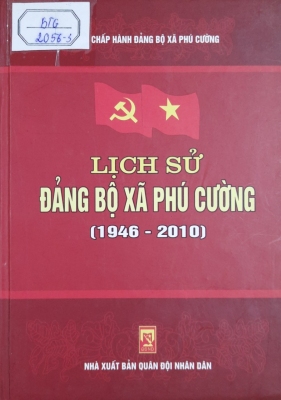 ĐTG
2056-3
CHẤP HÀNH ĐẢNG BỘ XÃ PHÚ CƯỜNG
LỊCH SỬ
ĐẢNG BỘ XÃ PHÚ CƯỜNG
(1946 - 2010)
NHÀ XUẤT BẢN QUÂN ĐỘI NHÂN DÂN